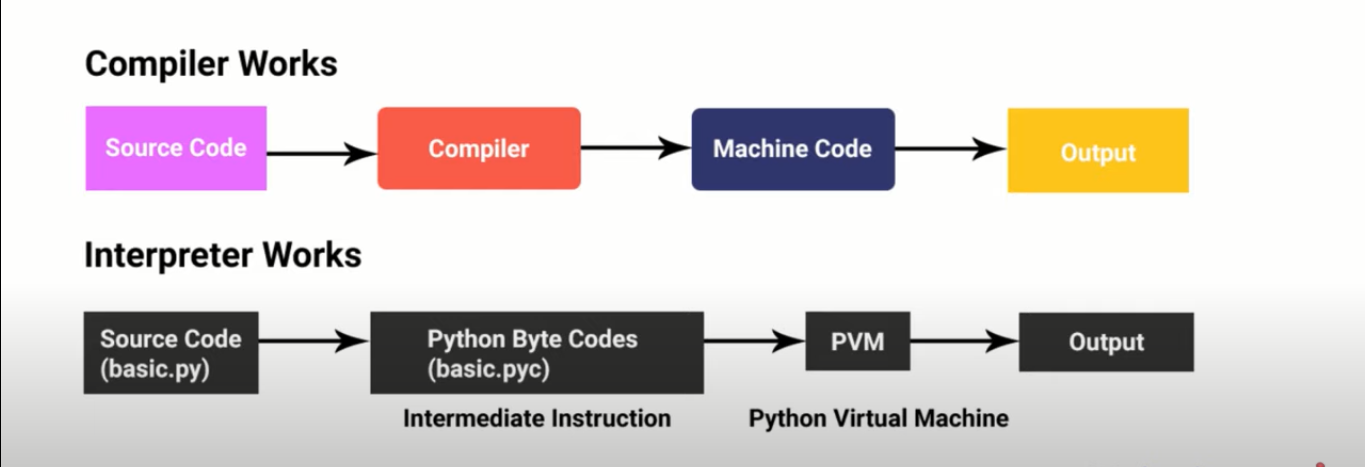 Compiler Works
Source Code
Compiler
Machine Code
Output
Interpreter Works
Source Code
(basic.py)
Python Byte Codes
(basic.pyc)
PVM
Output
Intermediate Instruction
Python Virtual Machine